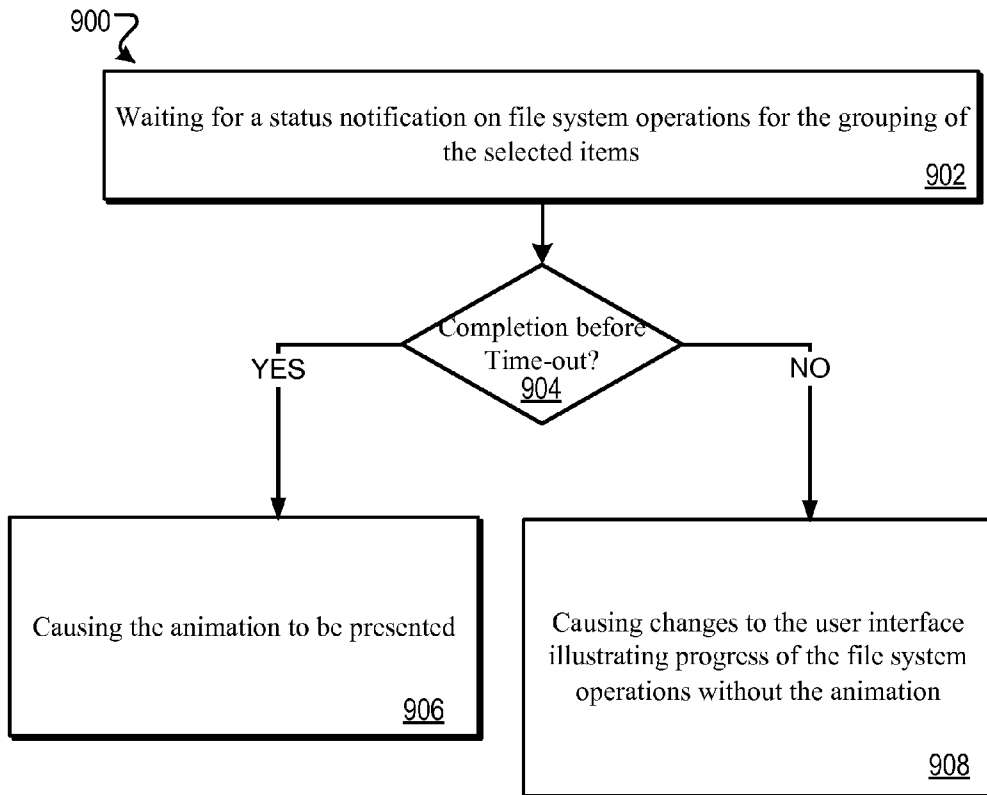 900
Waiting for a status notification on file system operations for the grouping of
the selected items
902
Completion before
Time-out?
904
YES
NO
Causing the animation to be presented
906
Causing changes to the user interface
illustrating progress of the file system
operations without the animation
908